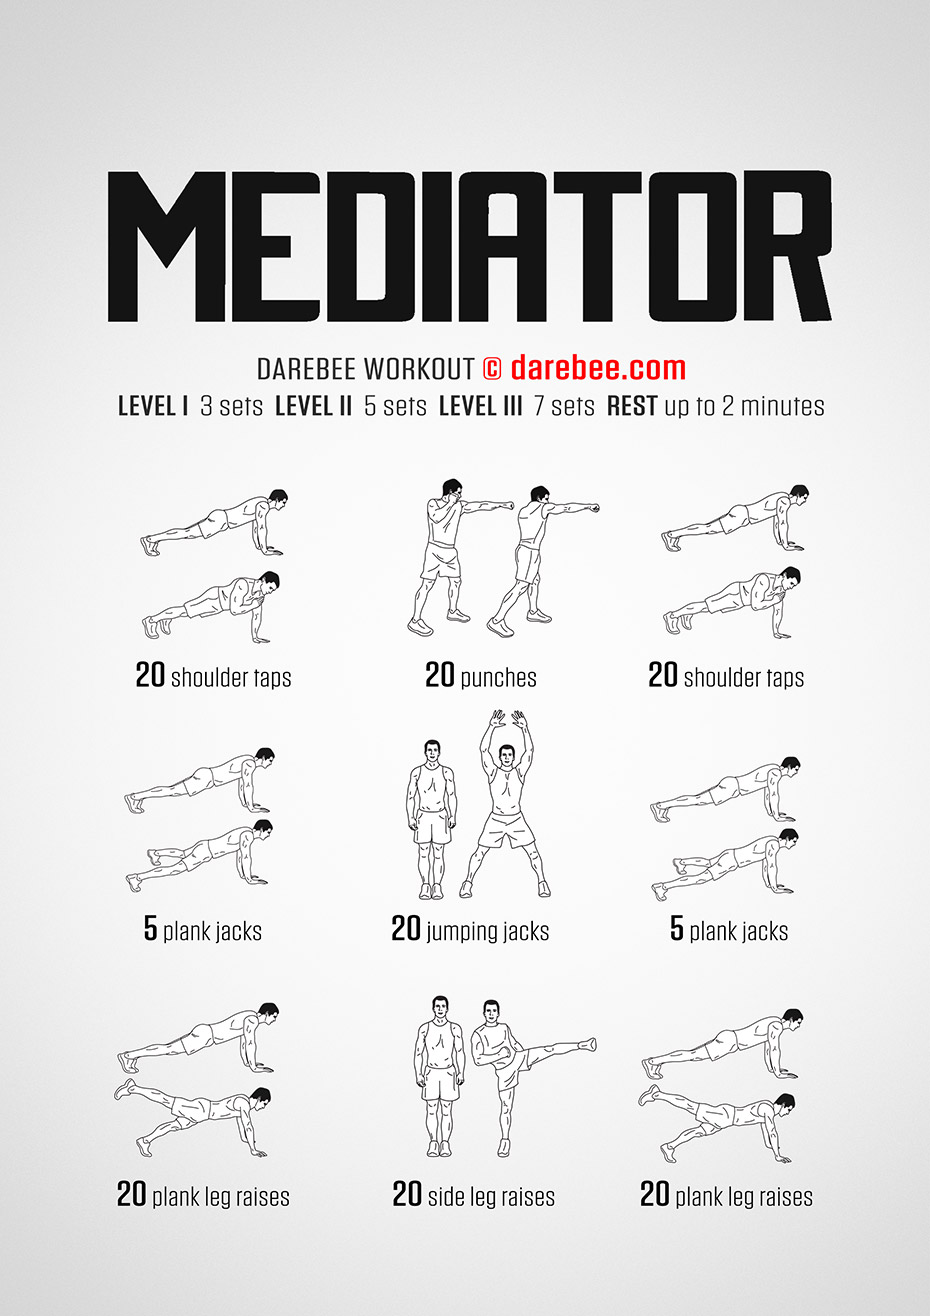 MEDIATOR
DAREBEE WORKOUT © darebee.com
LEVEL I 3 sets LEVEL II 5 sets LEVEL III 7 sets REST up to 2 minutes
20 shoulder taps
20 punches
20 shoulder taps
5 plank jacks
20 jumping jacks
5 plank jacks
20 plank leg raises
20 side leg raises
20 plank leg raises